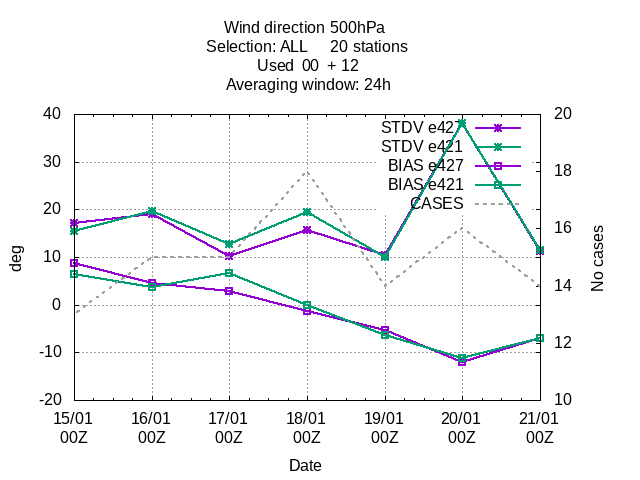 Wind direction 500hPa
Selection: ALL     20 stations
Used  00  + 12
Averaging window: 24h
STDV e427
STDV e421
BIAS e427
BIAS e421
CASES
40
30
20
10
0
-10
-20
deg
20
18
16
14
12
10
No cases
15/01 16/01 17/01 18/01 19/01 20/01 21/01
00Z 00Z 00Z 00Z 00Z 00Z 00Z
Date